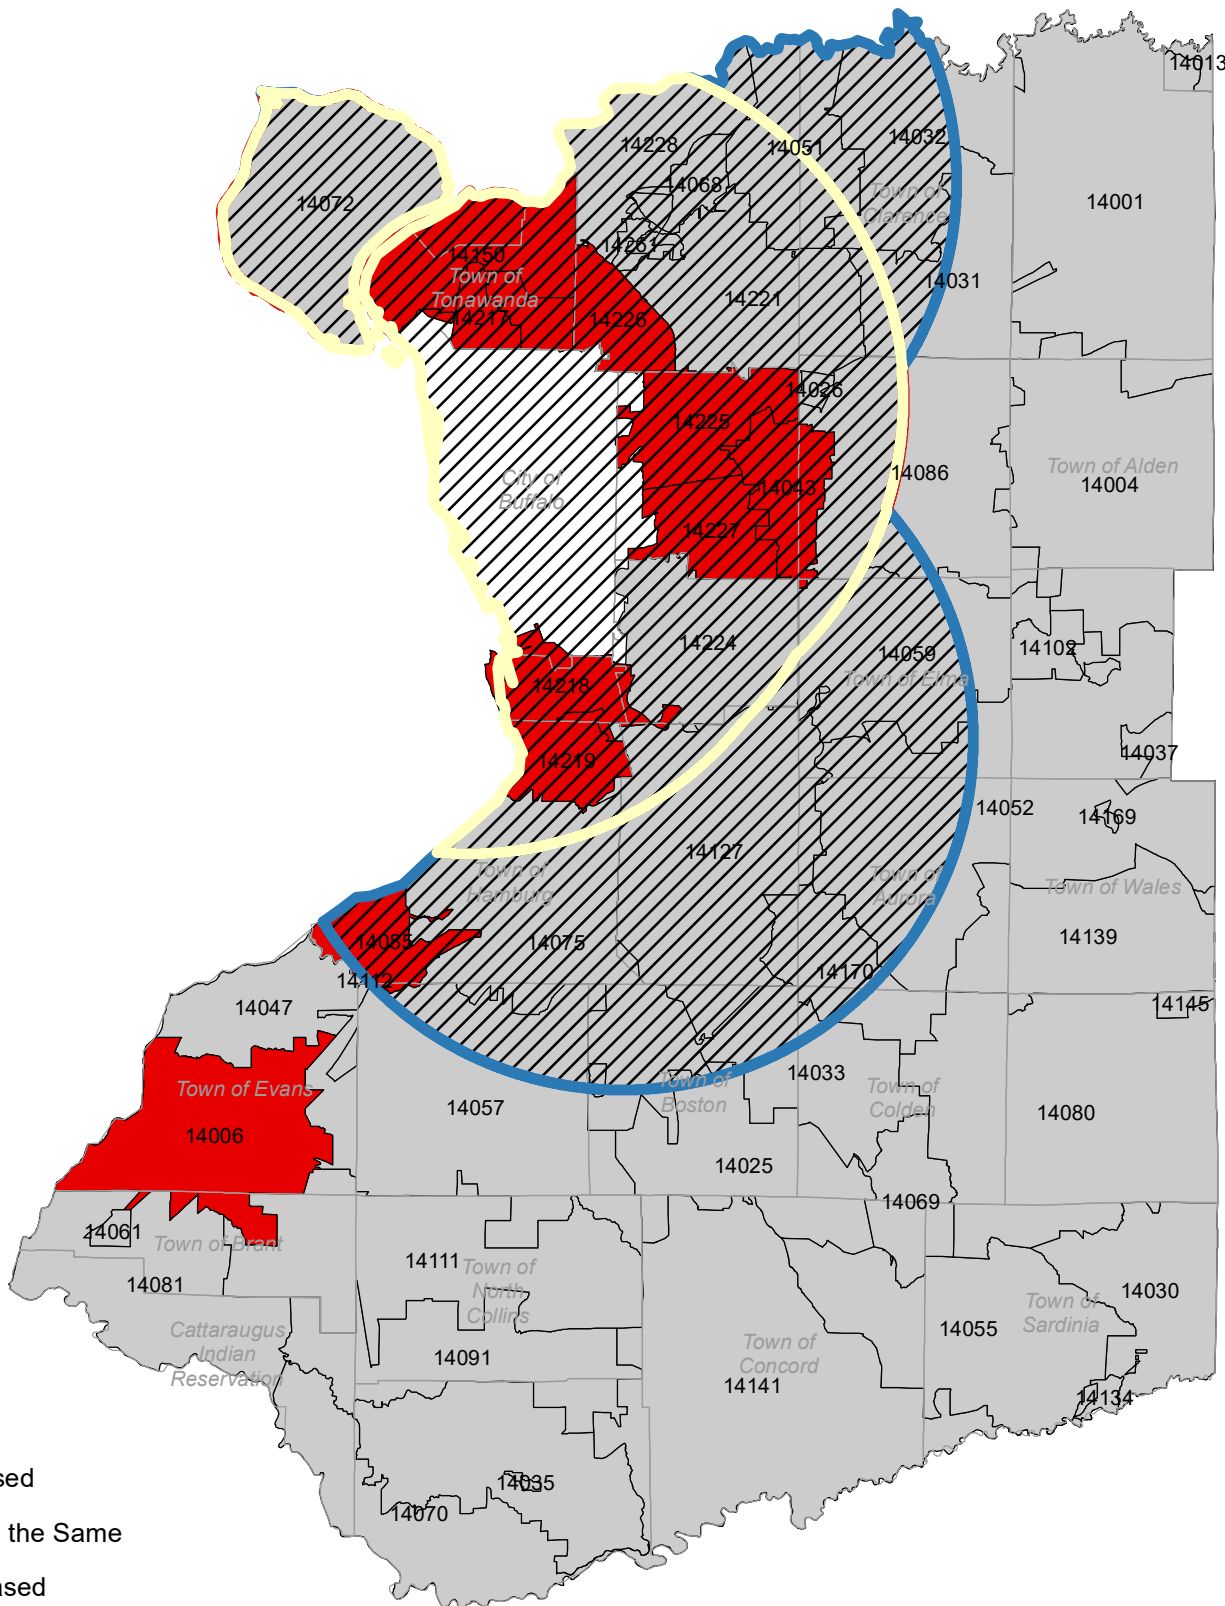 14013
14032
14228
14051
14068
14001
14072
Town of
Clarence
14261
14150
Town of
Tonawanda
14031
14221
14217
14226
14026
14225
14086
Town of Alden
14004
City of
Buffalo
14043
14227
14224
14102
14059
Town of Elma
14218
14037
14219
14052
14169
14127
Town of
Hamburg
Town of
Aurora
Town of Wales
14139
14085
14075
14170
14112
14047
14145
14033
Town of Evans
Town of
Boston
Town of
Colden
14057
14080
14006
14025
14069
14061
Town of Brant
14111
Town of
North
Collins
14081
14030
Town of
Sardinia
14055
Cattaraugus
Indian
Reservation
Town of
Concord
14091
14141
14134
sed
14035
14070
the Same
ased